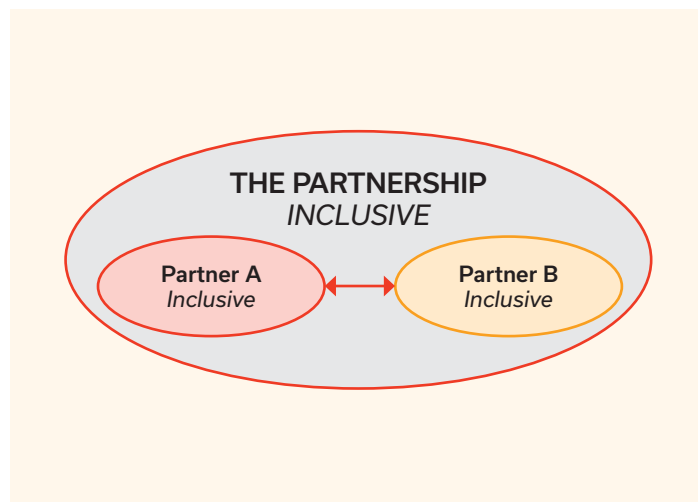 THE PARTNERSHIP
INCLUSIVE
Partner A
Inclusive
Partner B
Inclusive